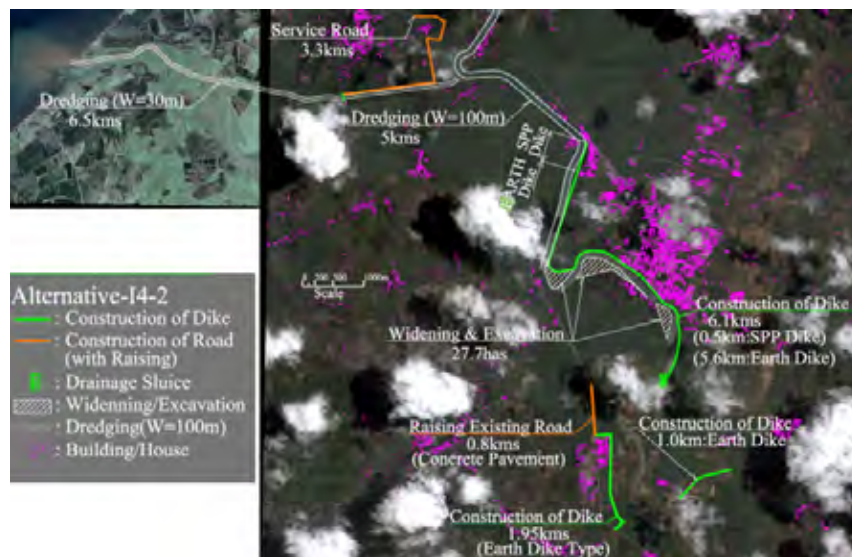 Service Road
3.3kms
Dredging (W=30m)
6.5kms
Dredging (W=100m)
5kms
SPP
Dike , Dike
Scale
Widening & Excavation
27.7has
Construction of Dike
6.1kms
(0.5km:SPP Dike)
(5.6km:Earth Dike)
Raising Existing Road
0.8kms
(Concrete Pavement)
Construction of Dike
1.0km:Earth Dike
Construction of Dike
1.95kms
(Earth Dike Type)
Alternative-I4-2
: Construction of Dike
: Construction of Road
(with Raising)
: Drainage Sluice
: Widenning/Excavation
: Dredging(W=100m)
: Building/House